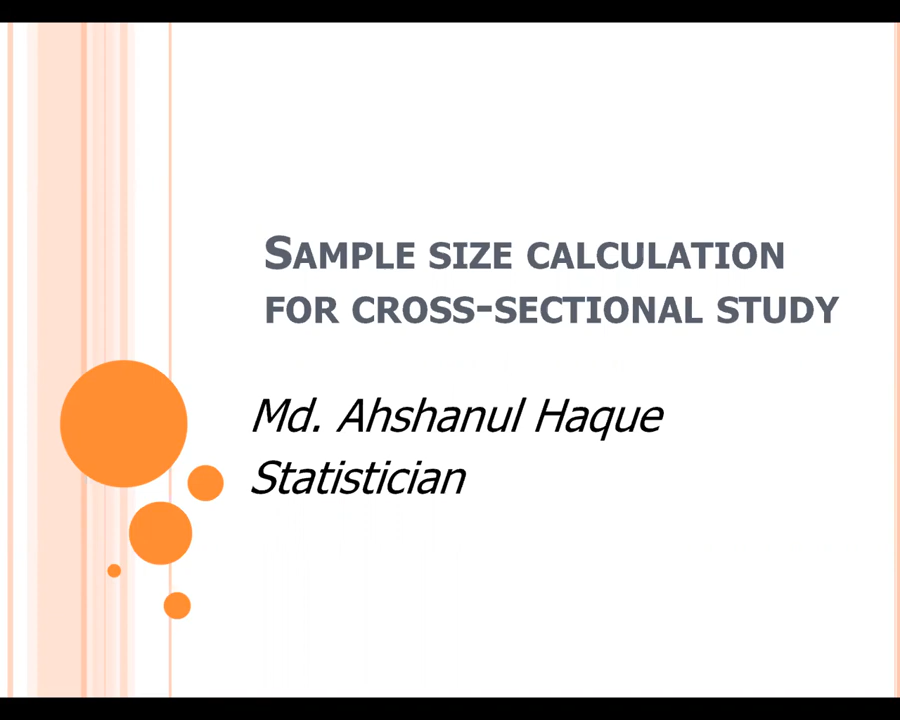 SAMPLE SIZE CALCULATION
FOR CROSS-SECTIONAL STUDY
Md. Ahshanul Haque
Statistician